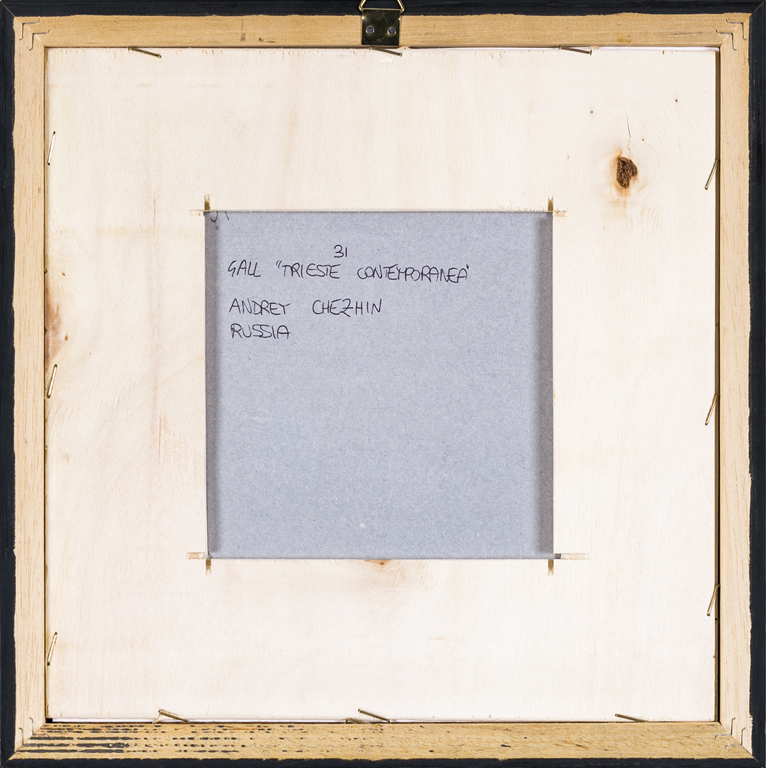 31
GALL "TRIESTE CONTEMPORANEA"
ANDREY CHEZHIN
RUSSIA